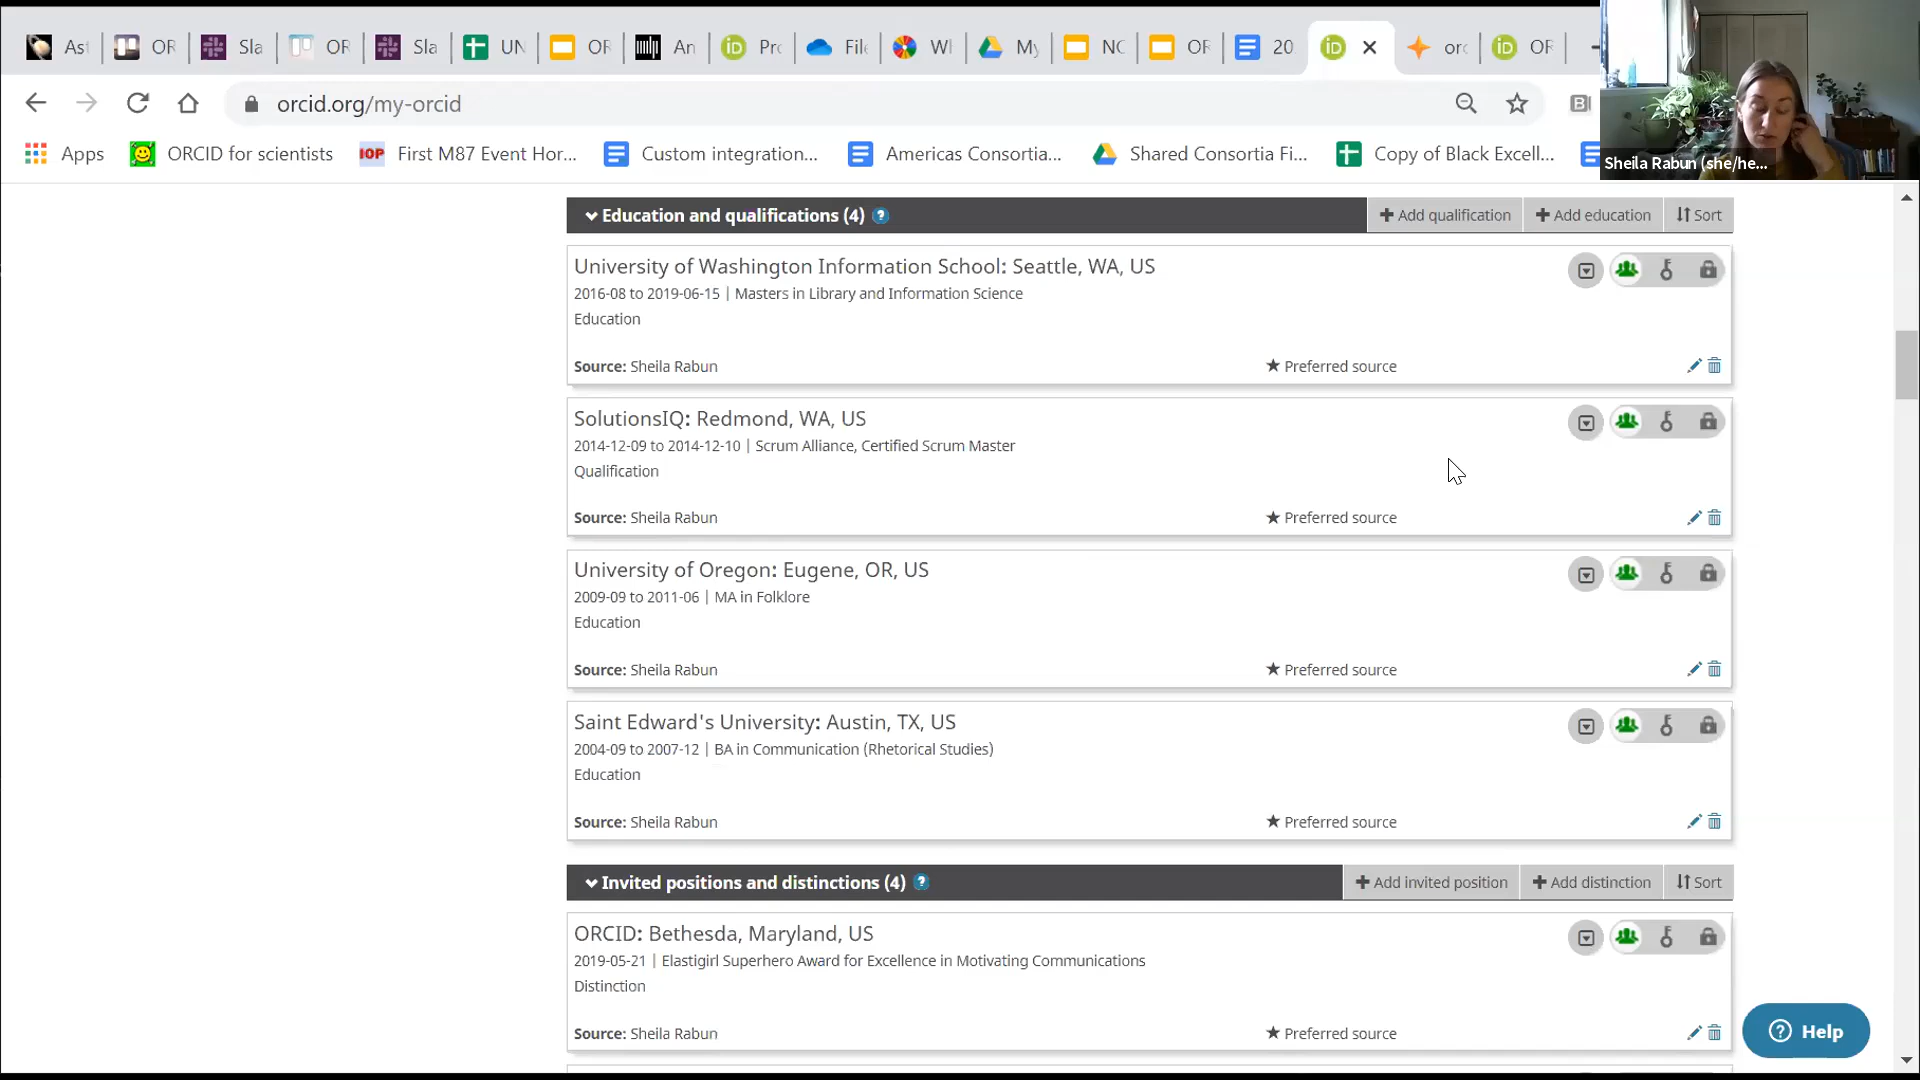 Ast
OR
Sla
OR
Sla
UN
OR
An
Pro
File
Wh
My
NC
OR
20
orc
OR
orcid.org/my-orcid
Apps
ORCID for scientists
IOP First M87 Event Hor...
Custom integration...
Americas Consortia...
Shared Consortia Fi...
Copy of Black Excell...
Sheila Rabun (she/he...
Education and qualifications (4) ?
Add qualification
Add education
Sort
University of Washington Information School: Seattle, WA, US
2016-08 to 2019-06-15 | Masters in Library and Information Science
Education
Source: Sheila Rabun
Preferred source
SolutionsIQ: Redmond, WA, US
2014-12-09 to 2014-12-10 | Scrum Alliance, Certified Scrum Master
Qualification
Source: Sheila Rabun
Preferred source
University of Oregon: Eugene, OR, US
2009-09 to 2011-06 | MA in Folklore
Education
Source: Sheila Rabun
Preferred source
Saint Edward's University: Austin, TX, US
2004-09 to 2007-12 | BA in Communication (Rhetorical Studies)
Education
Source: Sheila Rabun
Preferred source
Invited positions and distinctions (4) ?
Add invited position
Add distinction
Sort
ORCID: Bethesda, Maryland, US
2019-05-21 | Elastigirl Superhero Award for Excellence in Motivating Communications
Distinction
Source: Sheila Rabun
Preferred source
Help